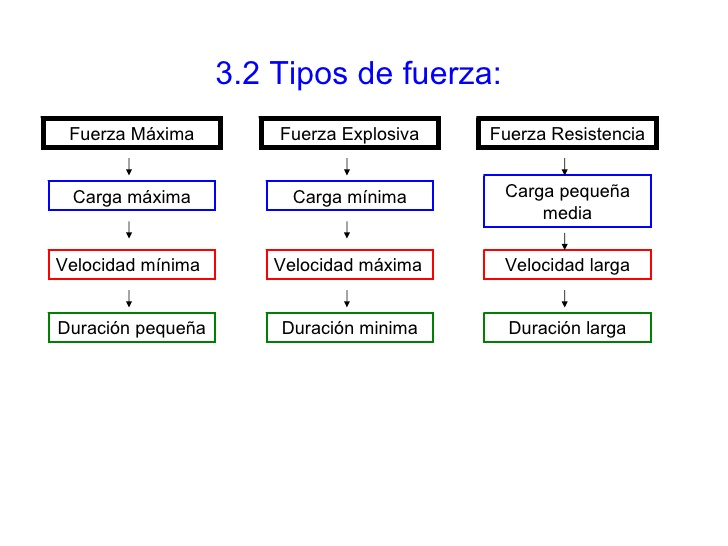 3.2 Tipos de fuerza:
Fuerza Máxima
Fuerza Explosiva
Fuerza Resistencia
Carga máxima
Carga mínima
Carga pequeña
media
Velocidad mínima
Velocidad máxima
Velocidad larga
Duración pequeña
Duración minima
Duración larga